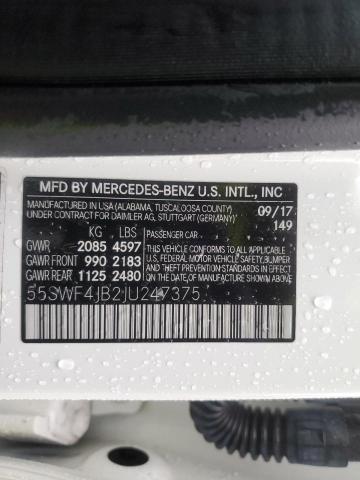 MFD BY MERCEDES-BENZ U.S. INTL., INC
MANUFACTURED IN USA (ALABAMA, TUSCALOOSA COUNTY) 09/17
UNDER CONTRACT FOR DAIMLER AG, STUTTGART (GERMANY) 149
KG LBS PASSENGER CAR
GWR 2085 4597
GAWR FRONT 990 2183
GAWR REAR 1125 2480
THIS VEHICLE CONFORMS TO ALL
APPLICABLE U.S. FEDERAL MOTOR
VEHICLE SAFETY, BUMPER, AND
THEFT PREVENTION STANDARDS IN
EFFECT ON THE DATE OF
MANUFACTURE SHOWN ABOVE.
55SWF4JB2JU247375